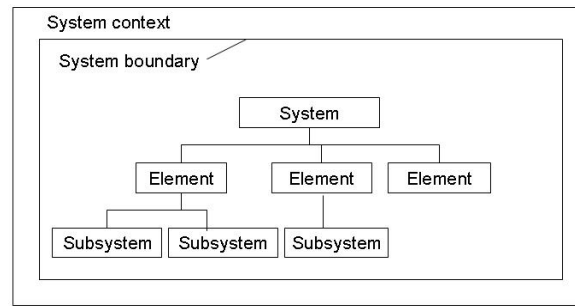 System context
System boundary
System
Element Element Element
Subsystem Subsystem Subsystem